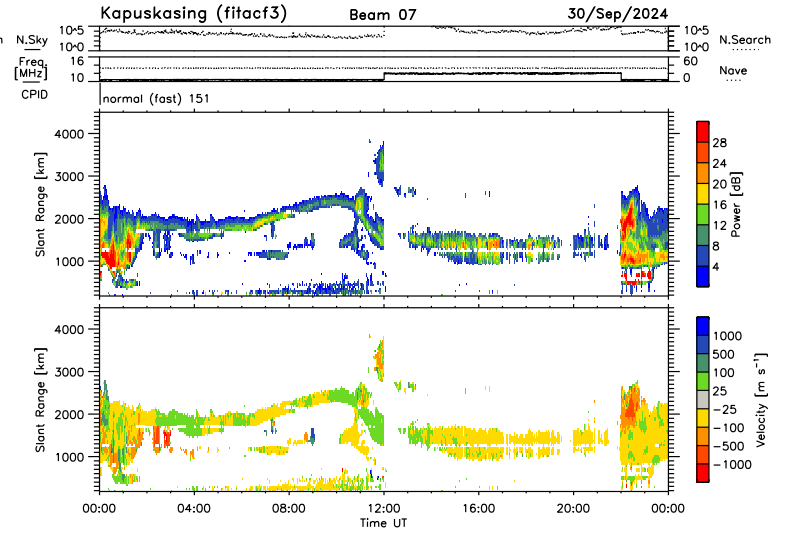 Kapuskasing (fitacf3) Beam 07 30/Sep/2024
N.Sky 10^5 10^0 10^5 10^0 N.Search
Freq. [MHz] 16 10 60 0 Nave
CPID normal (fast) 151
Slant Range [km] 4000 3000 2000 1000
28 24 20 16 12 8 4 Power [dB]
Slant Range [km] 4000 3000 2000 1000
1000 500 100 25 −25 −100 −500 −1000 Velocity [m s⁻¹]
00:00 04:00 08:00 12:00 16:00 20:00 00:00
Time UT